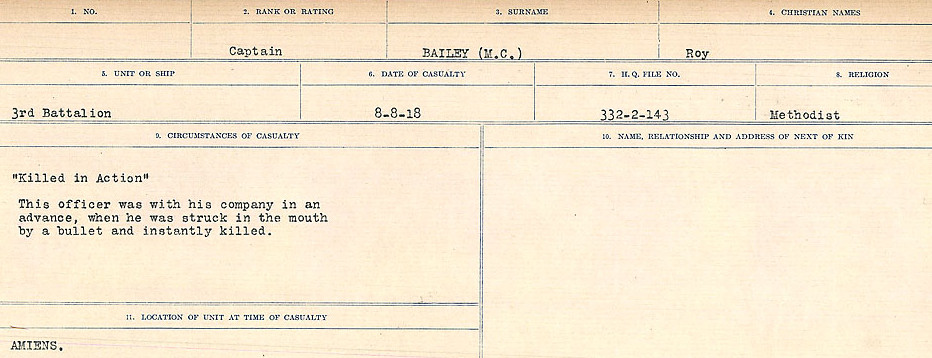 1. NO.
2. RANK OR RATING
3. SURNAME
4. CHRISTIAN NAMES
Captain
BAILEY (M.C.)
Roy
5. UNIT OR SHIP
6. DATE OF CASUALTY
7. H.Q. FILE NO.
8. RELIGION
3rd Battalion
8-8-18
332-2-143
Methodist
9. CIRCUMSTANCES OF CASUALTY
"Killed in Action"
This officer was with his company in an
advance, when he was struck in the mouth
by a bullet and instantly killed.
10. NAME, RELATIONSHIP AND ADDRESS OF NEXT OF KIN
11. LOCATION OF UNIT AT TIME OF CASUALTY
AMIENS.